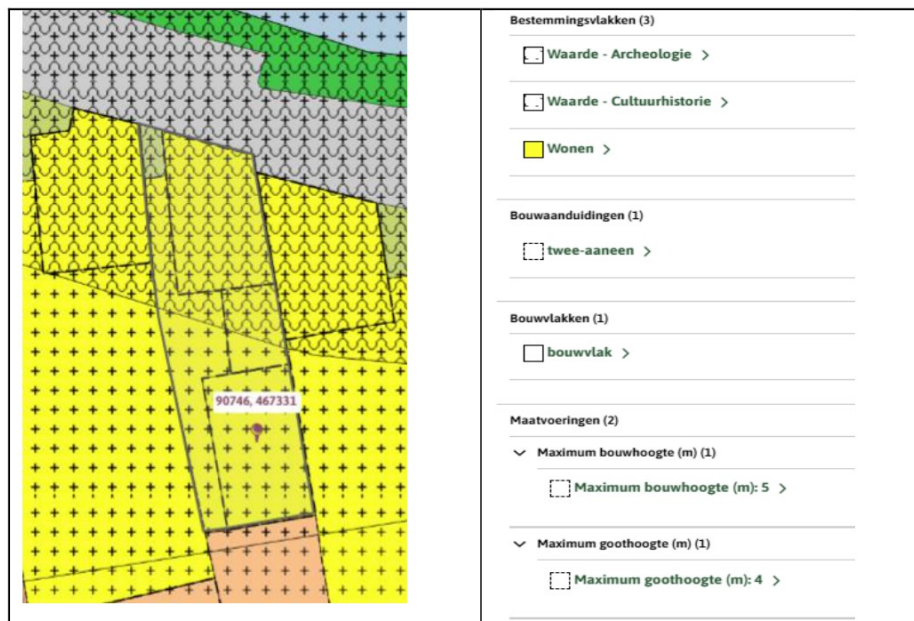 90746, 467331
Bestemmingsvlakken (3)
Waarde - Archeologie >
Waarde - Cultuurhistorie >
Wonen >
Bouwaanduidingen (1)
twee-aaneen >
Bouwvlakken (1)
bouwvlak >
Maatvoeringen (2)
Maximum bouwhoogte (m) (1)
Maximum bouwhoogte (m): 5 >
Maximum goothoogte (m) (1)
Maximum goothoogte (m): 4 >